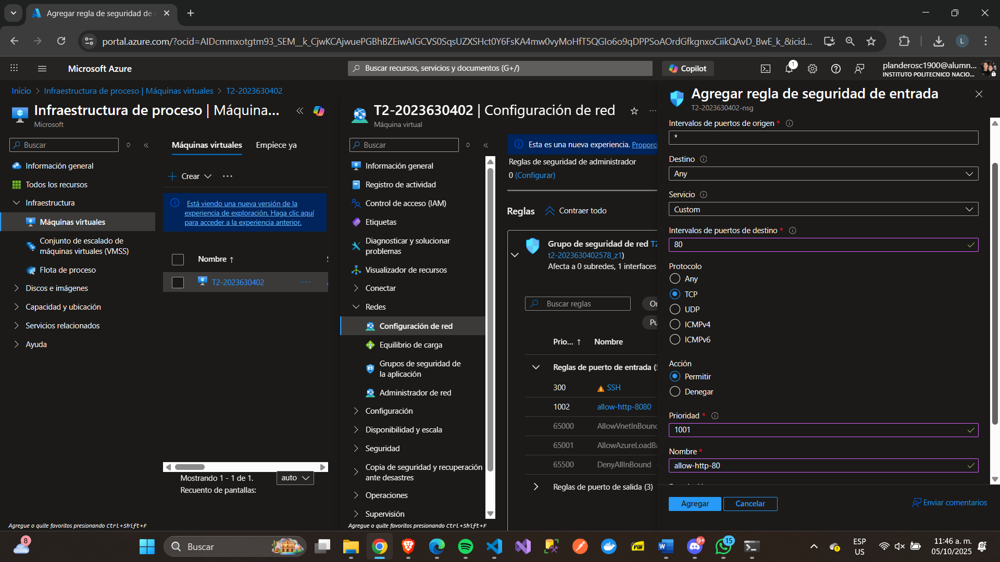 Agregar regla de seguridad de
portal.azure.com/?ocid=AIDcmmxotgtm93_SEM__k_CjwKCAjwuePGBhBZEiwAIGCVS0SqsUZXSHct0Y6FsKA4mw0vyMoHfT5QGIo6o9qDPPSoAOrdGfkgnxoCiikQAvD_BwE_k_&icid...
L
Microsoft Azure
Buscar recursos, servicios y documentos (G+/)
Copilot
1
planderosc1900@alumn...
INSTITUTO POLITECNICO NACIO...
Inicio > Infraestructura de proceso | Máquinas virtuales > T2-2023630402
Infraestructura de proceso | Máquina...
Microsoft
Buscar
Información general
Todos los recursos
Infraestructura
Máquinas virtuales
Conjunto de escalado de
máquinas virtuales (VMSS)
Flota de proceso
Discos e imágenes
Capacidad y ubicación
Servicios relacionados
Ayuda
Agregue o quite favoritos presionando Ctrl+Shift+F
Máquinas virtuales
Empiece ya
Crear
Está viendo una nueva versión de la
experiencia de exploración. Haga clic aquí
para acceder a la experiencia anterior.
Nombre ↑
T2-2023630402
Mostrando 1 - 1 de 1.
Recuento de pantallas:
auto
T2-2023630402 | Configuración de red
Máquina virtual
Buscar
Información general
Registro de actividad
Control de acceso (IAM)
Etiquetas
Diagnosticar y solucionar
problemas
Visualizador de recursos
Conectar
Redes
Configuración de red
Equilibrio de carga
Grupos de seguridad de
la aplicación
Administrador de red
Configuración
Disponibilidad y escala
Seguridad
Copia de seguridad y recuperación
ante desastres
Operaciones
Supervisión
Agregue o quite favoritos presionando Ctrl+Shift+F
Esta es una nueva experiencia. Proporci
Reglas de seguridad de administrador
0 (Configurar)
Reglas
Contraer todo
Grupo de seguridad de red T2
t2-2023630402578_z1)
Afecta a 0 subredes, 1 interfaces
Buscar reglas
Or
Pu
Prio... ↑ Nombre
Reglas de puerto de entrada (5
300 SSH
1002 allow-http-8080
65000 AllowVnetInBound
65001 AllowAzureLoadBa
65500 DenyAllInBound
Reglas de puerto de salida (3)
Agregar regla de seguridad de entrada
T2-2023630402-nsg
Intervalos de puertos de origen *
*
Destino
Any
Servicio
Custom
Intervalos de puertos de destino *
80
Protocolo
Any
TCP
UDP
ICMPv4
ICMPv6
Acción
Permitir
Denegar
Prioridad *
1001
Nombre *
allow-http-80
Agregar
Cancelar
Enviar comentarios
8
Buscar
PDF
9+
15
ESP
US
11:46 a. m.
05/10/2025